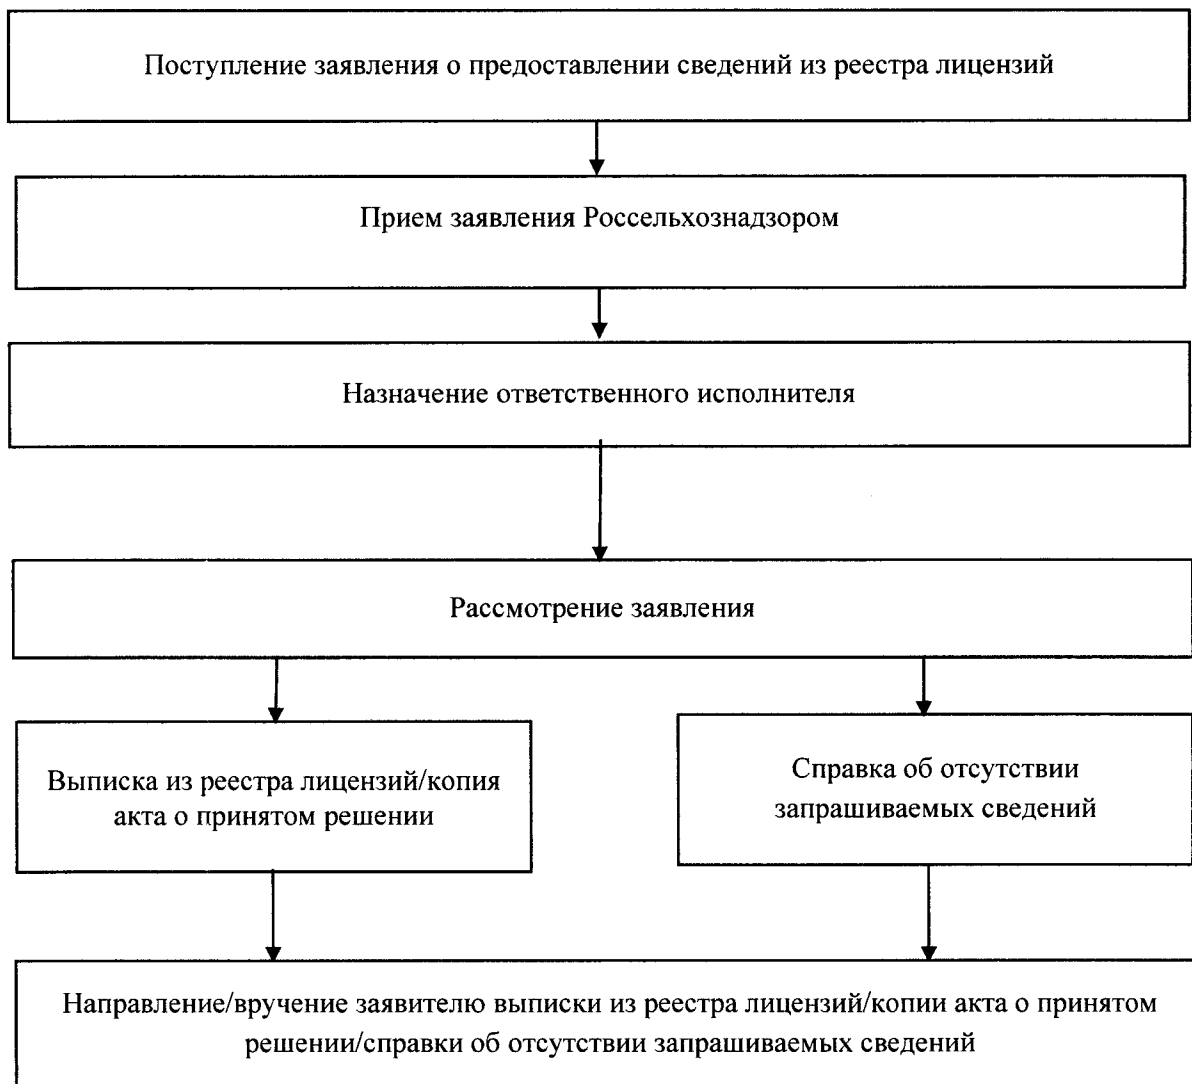 Поступление заявления о предоставлении сведений из реестра лицензий
Прием заявления Россельхознадзором
Назначение ответственного исполнителя
Рассмотрение заявления
Выписка из реестра лицензий/копия
акта о принятом решении
Справка об отсутствии
запрашиваемых сведений
Направление/вручение заявителю выписки из реестра лицензий/копии акта о принятом
решении/справки об отсутствии запрашиваемых сведений